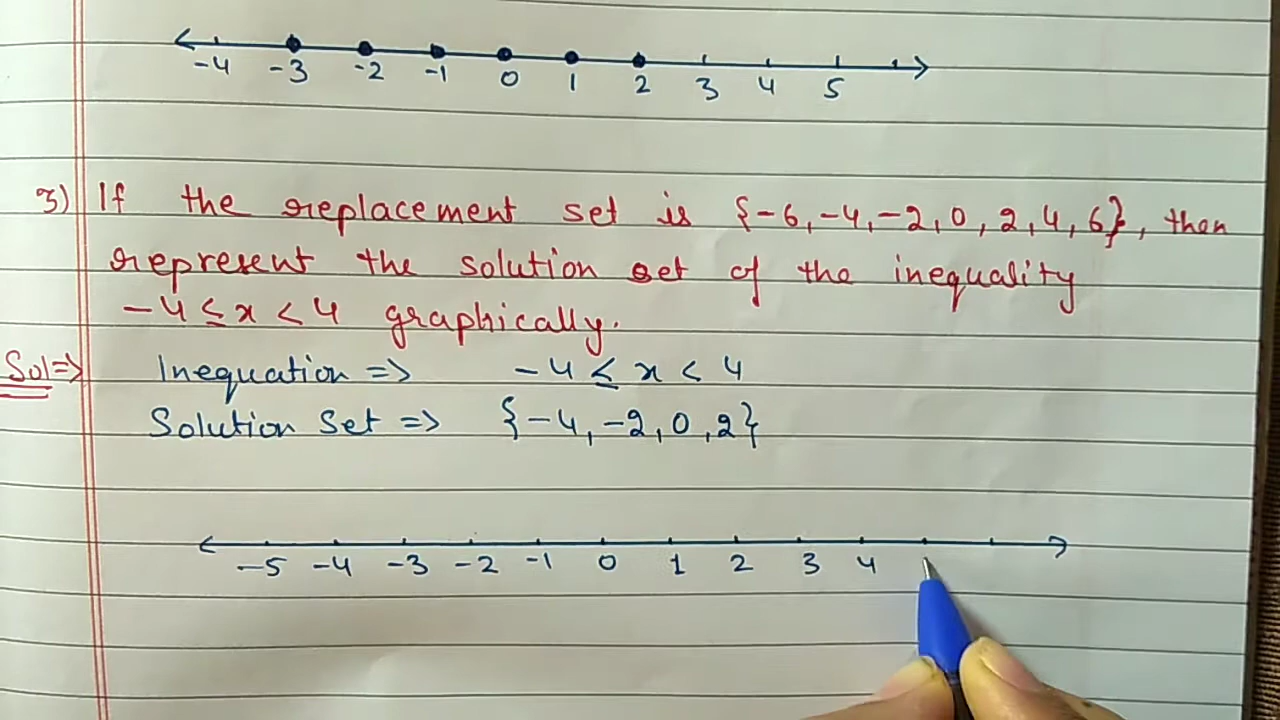 -4 -3 -2 -1 0 1 2 3 4 5
3) If the replacement set is {-6, -4, -2, 0, 2, 4, 6}, then
represent the solution set of the inequality
-4 ≤ x < 4 graphically.
Sol=> Inequation => -4 ≤ x < 4
Solution Set => {-4, -2, 0, 2}
-5 -4 -3 -2 -1 0 1 2 3 4